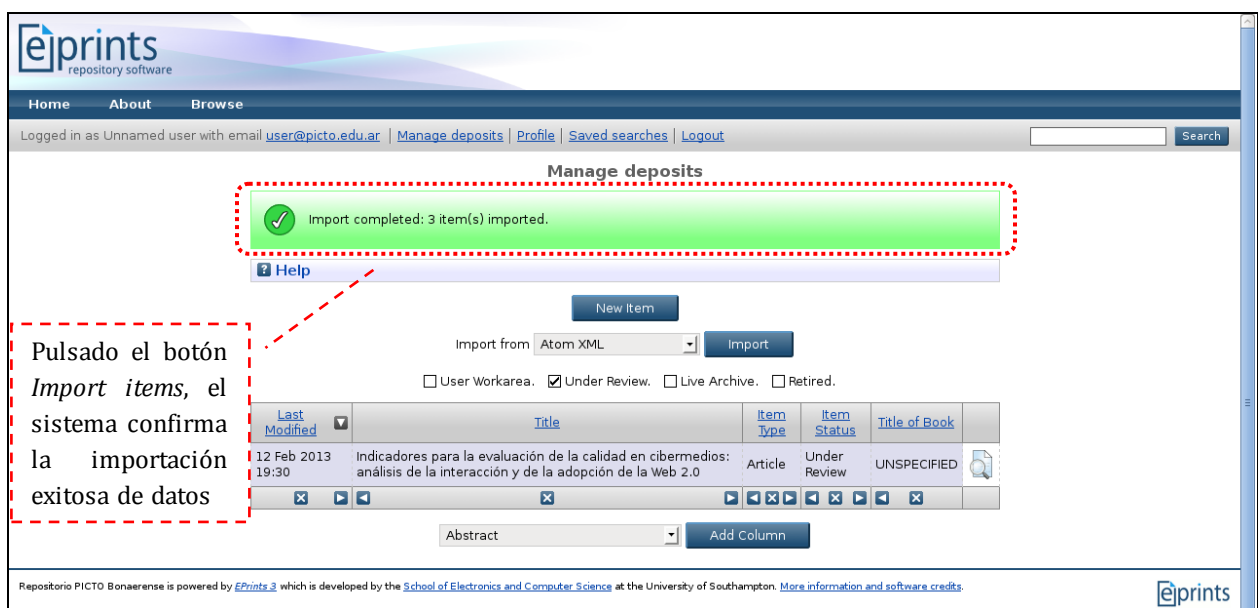 eprints
repository software
Home About Browse
Logged in as Unnamed user with email user@picto.edu.ar | Manage deposits | Profile | Saved searches | Logout
Search
Manage deposits
Import completed: 3 item(s) imported.
? Help
New Item
Import from Atom XML Import
User Workarea. Under Review. Live Archive. Retired.
Pulsado el botón
Import items, el
sistema confirma
la importación
exitosa de datos
Last
Modified
Title
Item
Type
Item
Status
Title of Book
12 Feb 2013
19:30
Indicadores para la evaluación de la calidad en cibermedios:
análisis de la interacción y de la adopción de la Web 2.0
Article
Under
Review
UNSPECIFIED
Abstract Add Column
Repositorio PICTO Bonaerense is powered by EPrints 3 which is developed by the School of Electronics and Computer Science at the University of Southampton. More information and software credits.
eprints